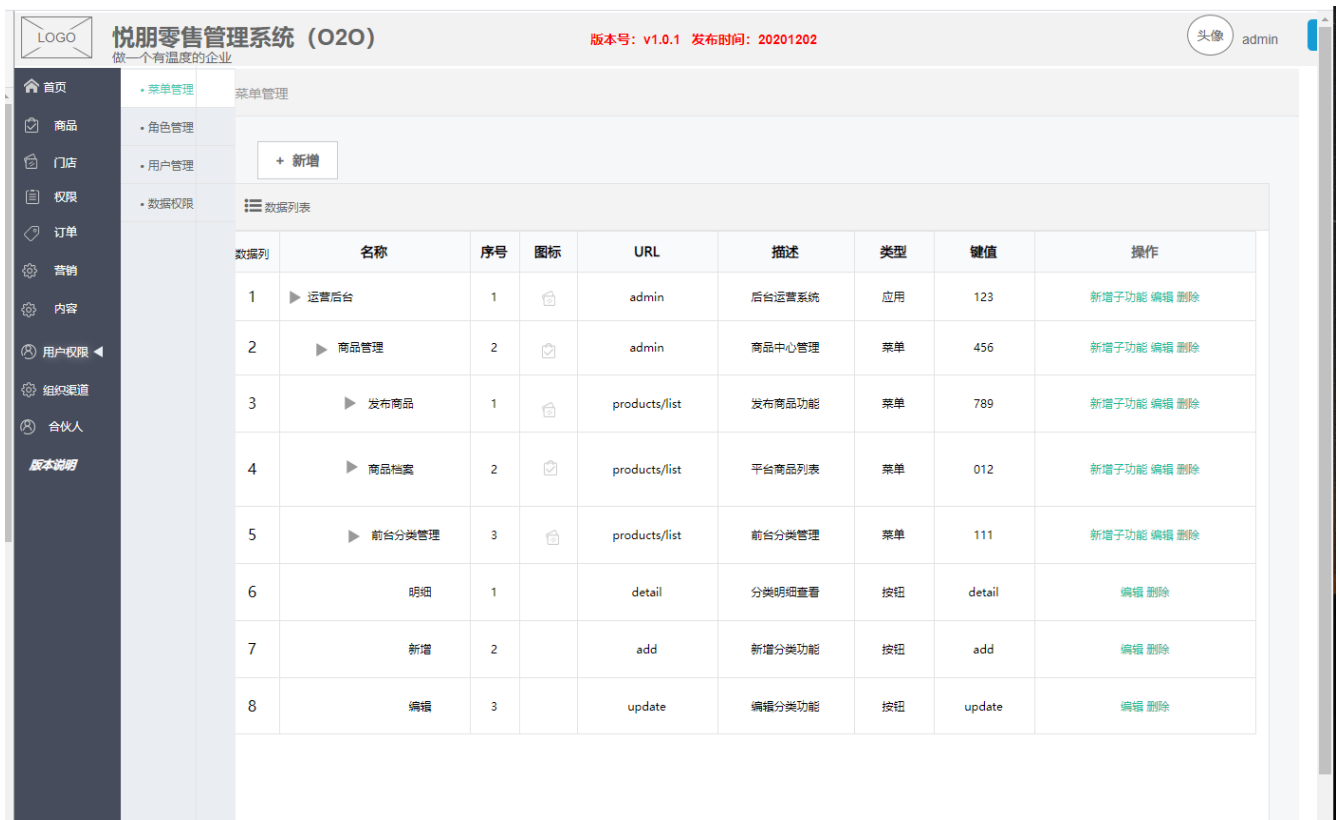 LOGO
悦朋零售管理系统（O2O）
做一个有温度的企业
版本号：v1.0.1 发布时间：20201202
头像
admin
首页
商品
门店
权限
订单
营销
内容
用户权限
组织渠道
合伙人
版本说明
• 菜单管理
• 角色管理
• 用户管理
• 数据权限
菜单管理
+ 新增
数据列表
数据列 名称 序号 图标 URL 描述 类型 键值 操作
1 运营后台 1 admin 后台运营系统 应用 123 新增子功能 编辑 删除
2 商品管理 2 admin 商品中心管理 菜单 456 新增子功能 编辑 删除
3 发布商品 1 products/list 发布商品功能 菜单 789 新增子功能 编辑 删除
4 商品档案 2 products/list 平台商品列表 菜单 012 新增子功能 编辑 删除
5 前台分类管理 3 products/list 前台分类管理 菜单 111 新增子功能 编辑 删除
6 明细 1 detail 分类明细查看 按钮 detail 编辑 删除
7 新增 2 add 新增分类功能 按钮 add 编辑 删除
8 编辑 3 update 编辑分类功能 按钮 update 编辑 删除